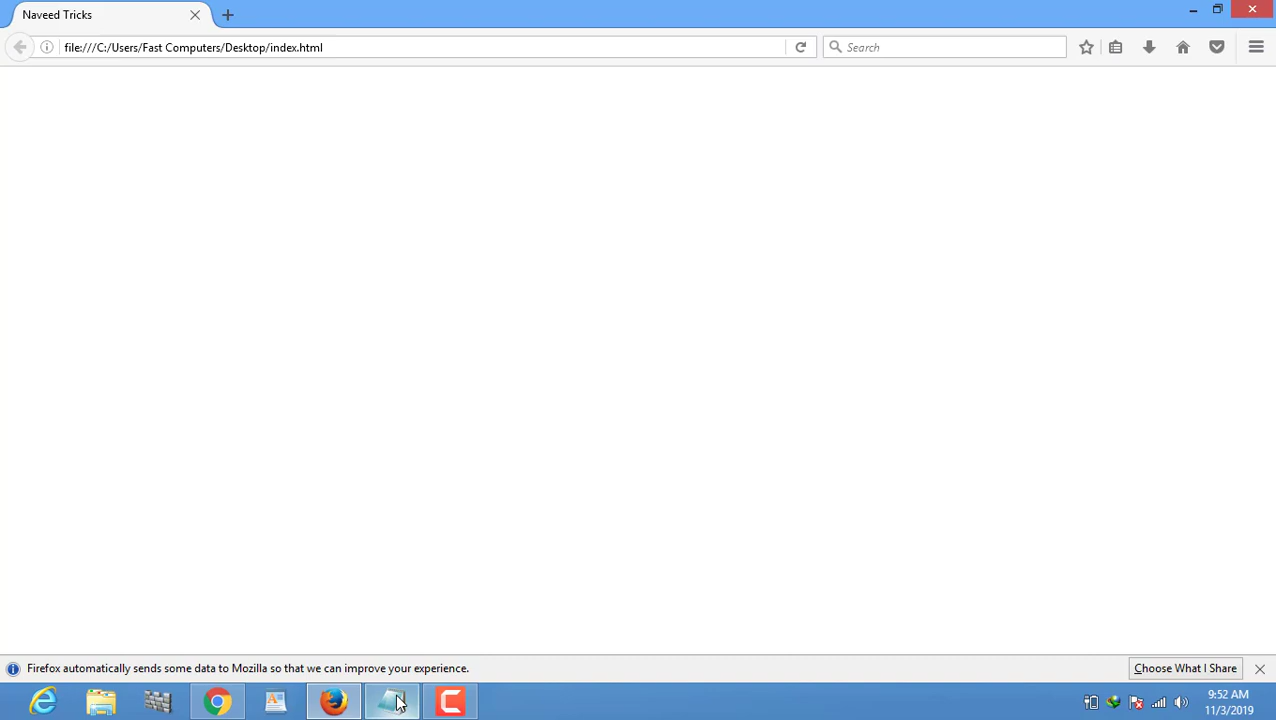 Naveed Tricks
file:///C:/Users/Fast Computers/Desktop/index.html
Search
Firefox automatically sends some data to Mozilla so that we can improve your experience.
Choose What I Share
9:52 AM
11/3/2019